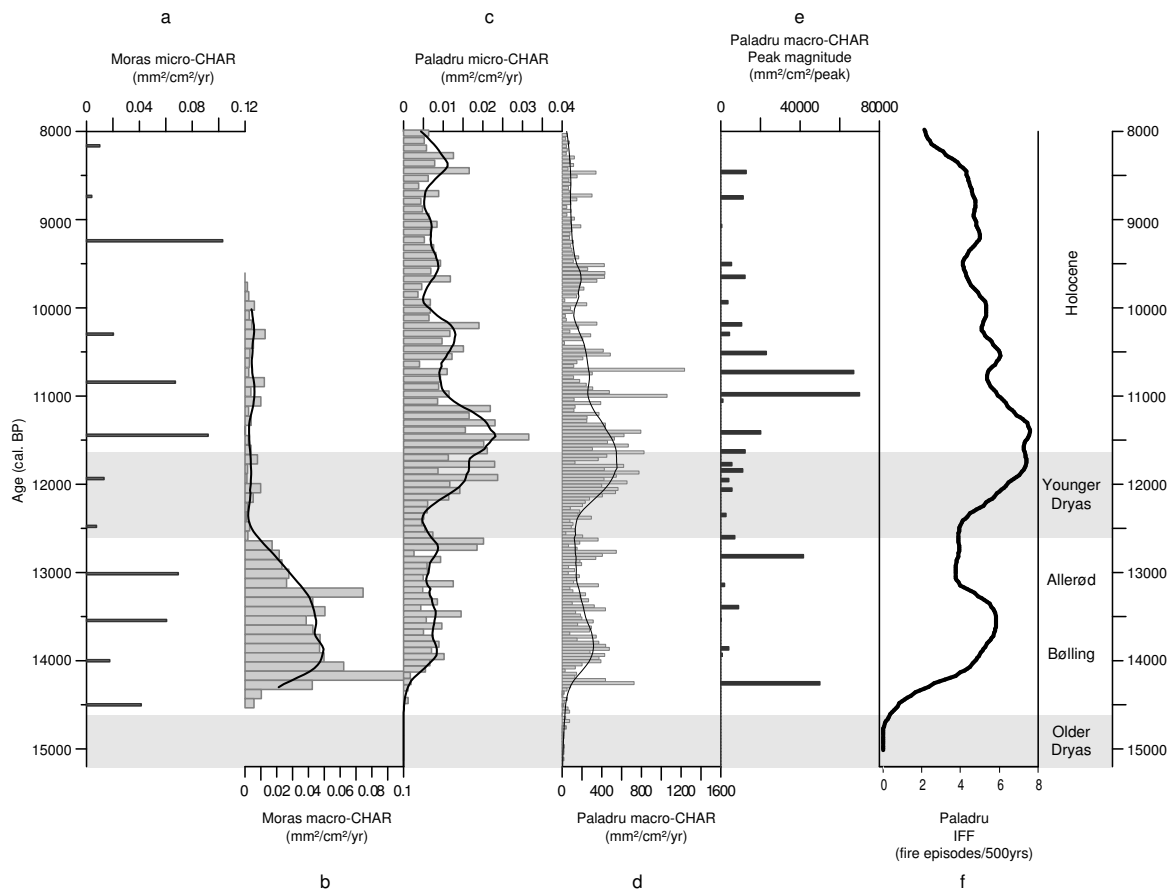 a
c
e
Moras micro-CHAR
(mm²/cm²/yr)
Paladru micro-CHAR
(mm²/cm²/yr)
Paladru macro-CHAR
Peak magnitude
(mm²/cm²/peak)
0 0.04 0.08 0.12
0 0.01 0.02 0.03 0.04
0 40000 80000
Age (cal. BP)
8000
9000
10000
11000
12000
13000
14000
15000
Holocene
Younger
Dryas
Allerød
Bølling
Older
Dryas
8000
9000
10000
11000
12000
13000
14000
15000
0 0.02 0.04 0.06 0.08 0.1
0 400 800 1200 1600
0 2 4 6 8
Moras macro-CHAR
(mm²/cm²/yr)
Paladru macro-CHAR
(mm²/cm²/yr)
Paladru
IFF
(fire episodes/500yrs)
b
d
f